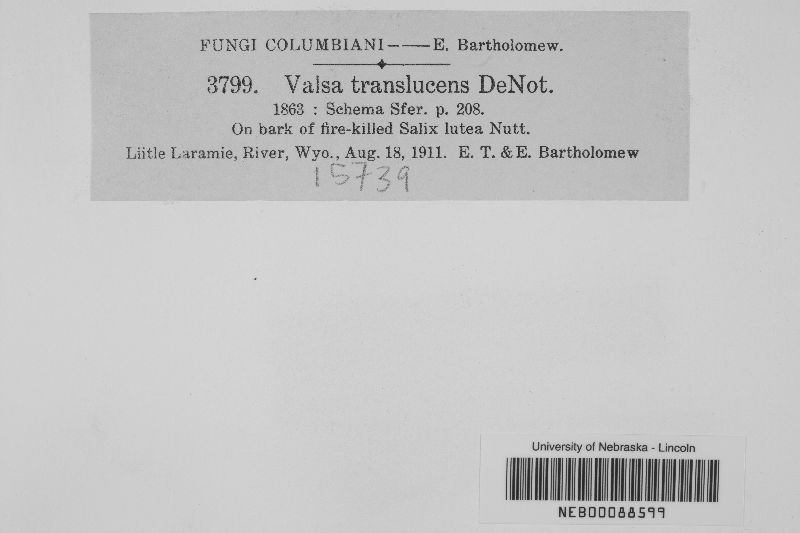 FUNGI COLUMBIANI——E. Bartholomew.
3799. Valsa translucens DeNot.
1863 : Schema Sfer. p. 208.
On bark of fire-killed Salix lutea Nutt.
Liitle Laramie, River, Wyo., Aug. 18, 1911. E. T. & E. Bartholomew
15739
University of Nebraska - Lincoln
NEB00088599